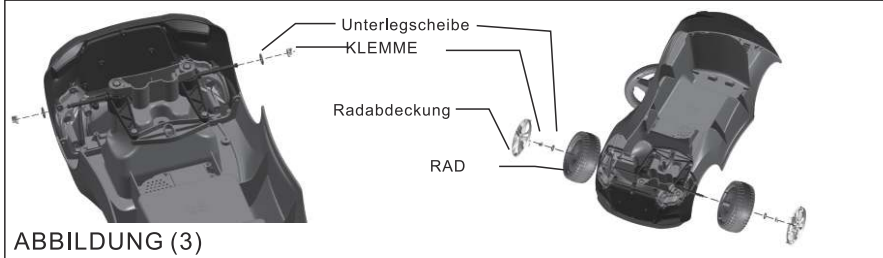 Unterlegscheibe
KLEMME
Radabdeckung
RAD
ABBILDUNG (3)